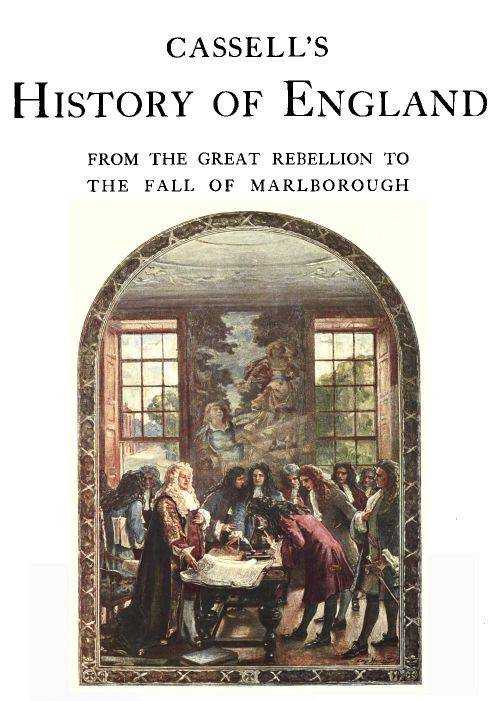 CASSELL'S
HISTORY OF ENGLAND
FROM THE GREAT REBELLION TO
THE FALL OF MARLBOROUGH